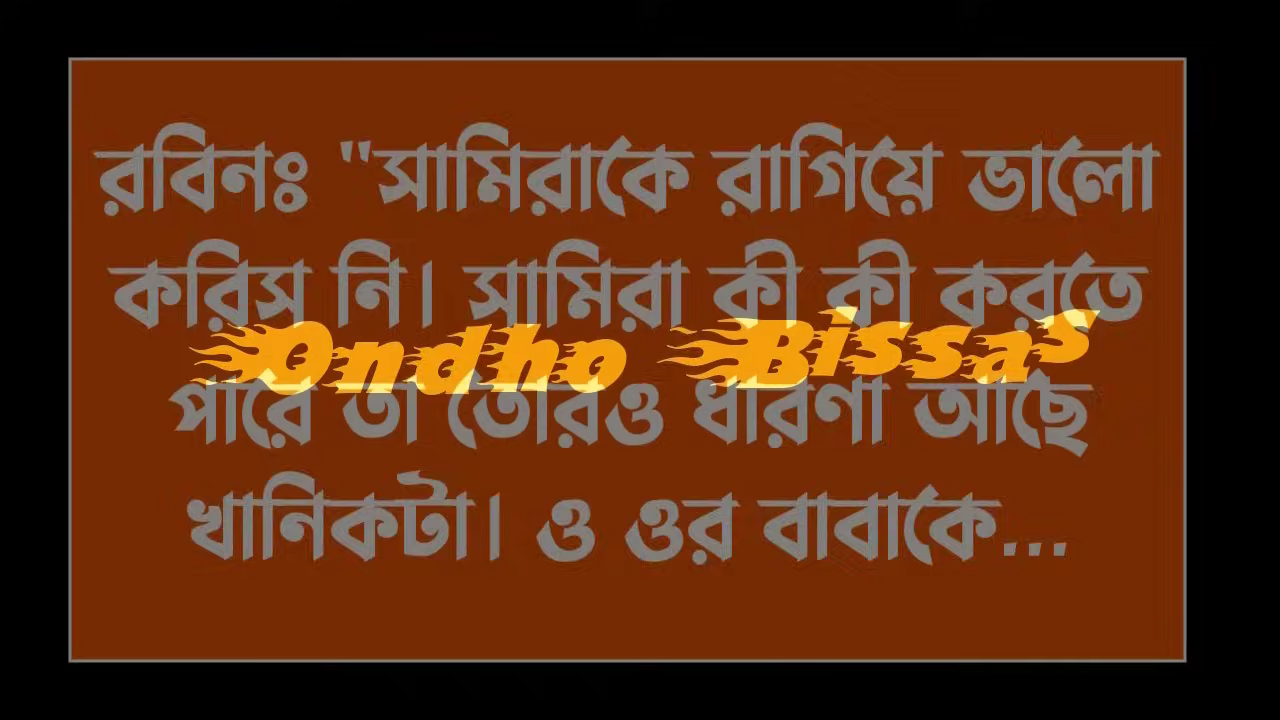 রবিনঃ "সামিরাকে রাগিয়ে ভালো
করিস নি। সামিরা কী কী করতে
Ondho Bissas
পারে তা তোরও ধারণা আছে
খানিকটা। ও ওর বাবাকে...